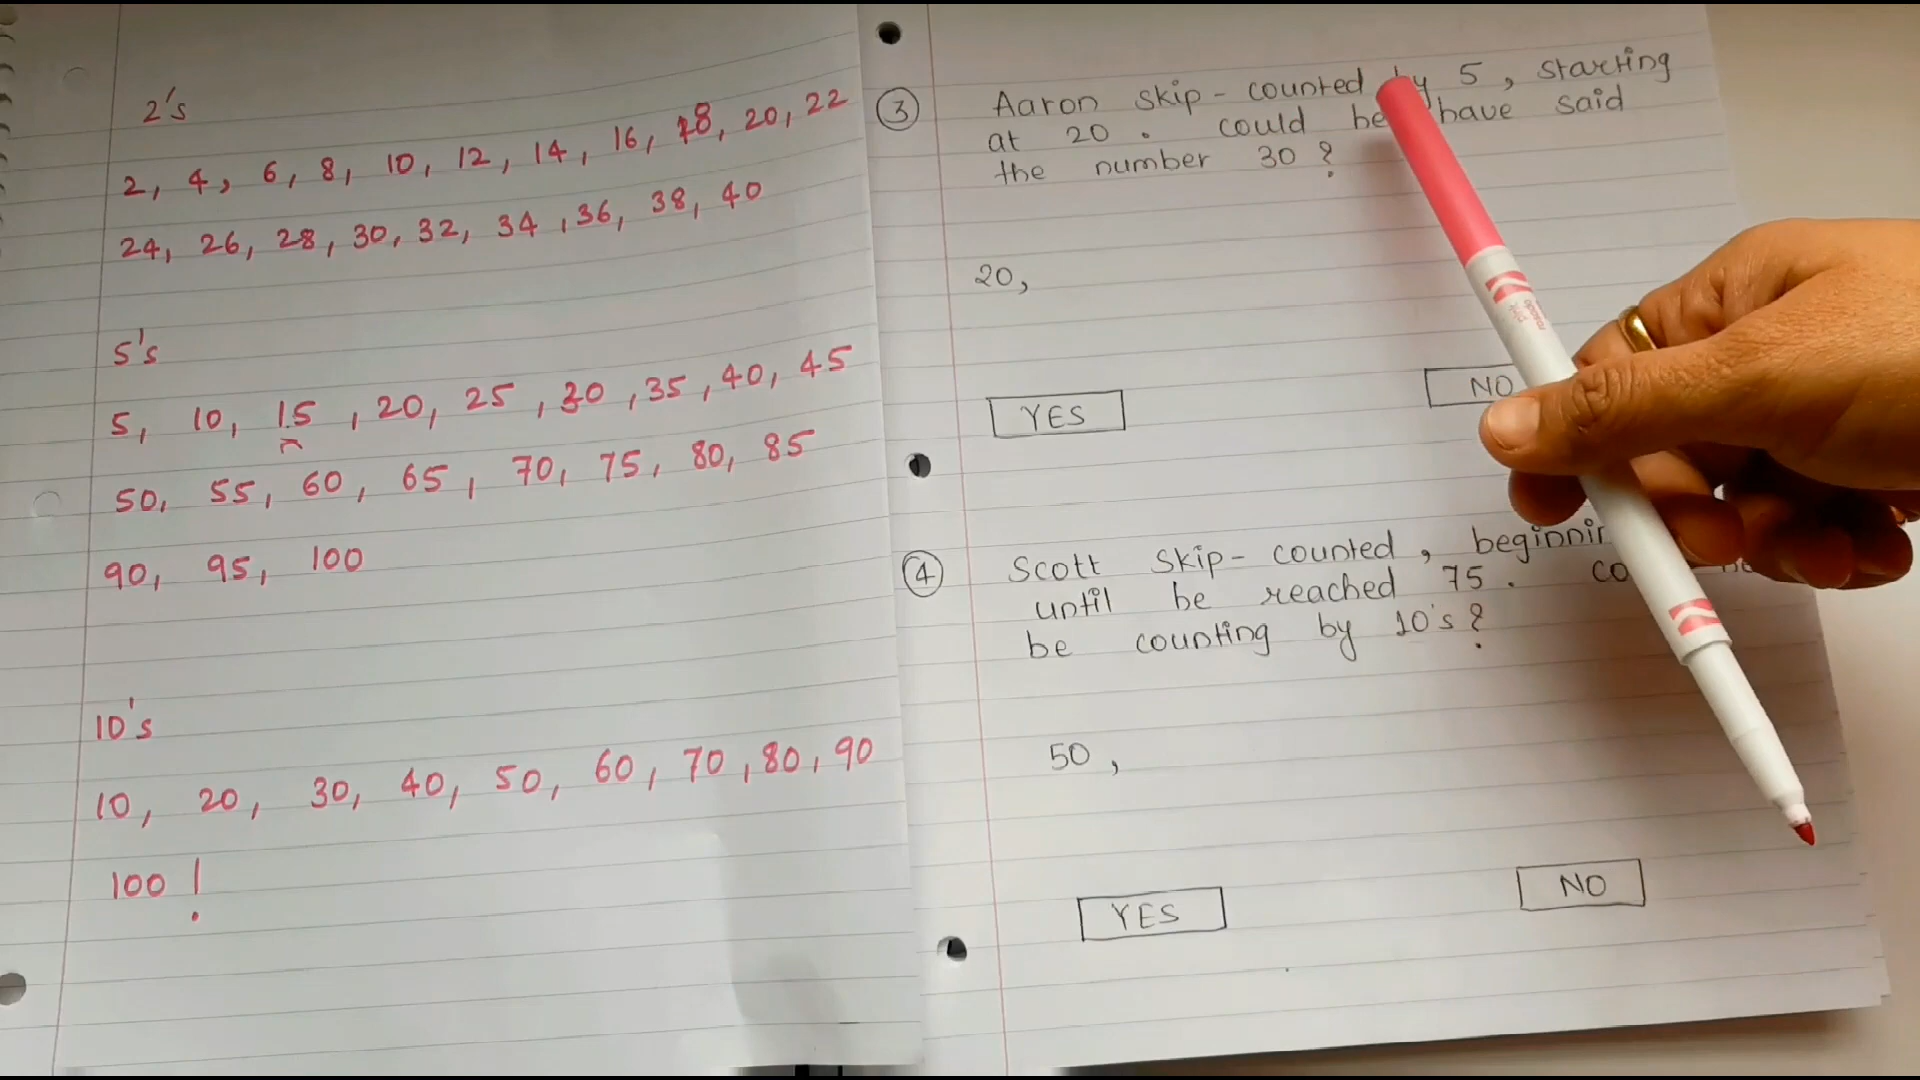 2's
2, 4, 6, 8, 10, 12, 14, 16, 18, 20, 22
24, 26, 28, 30, 32, 34, 36, 38, 40
5's
5, 10, 15, 20, 25, 30, 35, 40, 45
50, 55, 60, 65, 70, 75, 80, 85
90, 95, 100
10's
10, 20, 30, 40, 50, 60, 70, 80, 90
100!
3 Aaron skip-counted by 5, starting
at 20. could he have said
the number 30?
20,
YES NO
4 Scott skip-counted,
until he reached 75.
be counting by 10's?
50,
YES NO